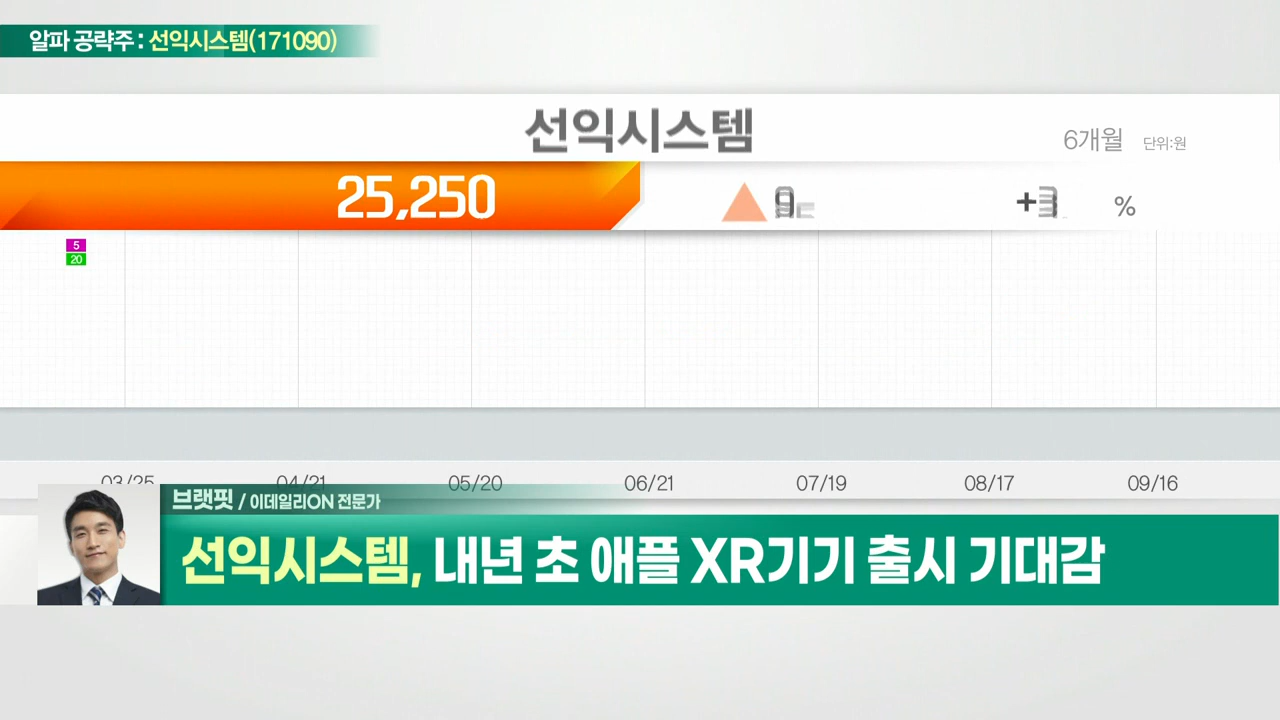 알파 공략주 : 선익시스템(171090)
선익시스템
6개월 단위:원
25,250
▲
%
5
20
03/25 04/21 05/20 06/21 07/19 08/17 09/16
브랫핏 / 이데일리ON 전문가
선익시스템, 내년 초 애플 XR기기 출시 기대감